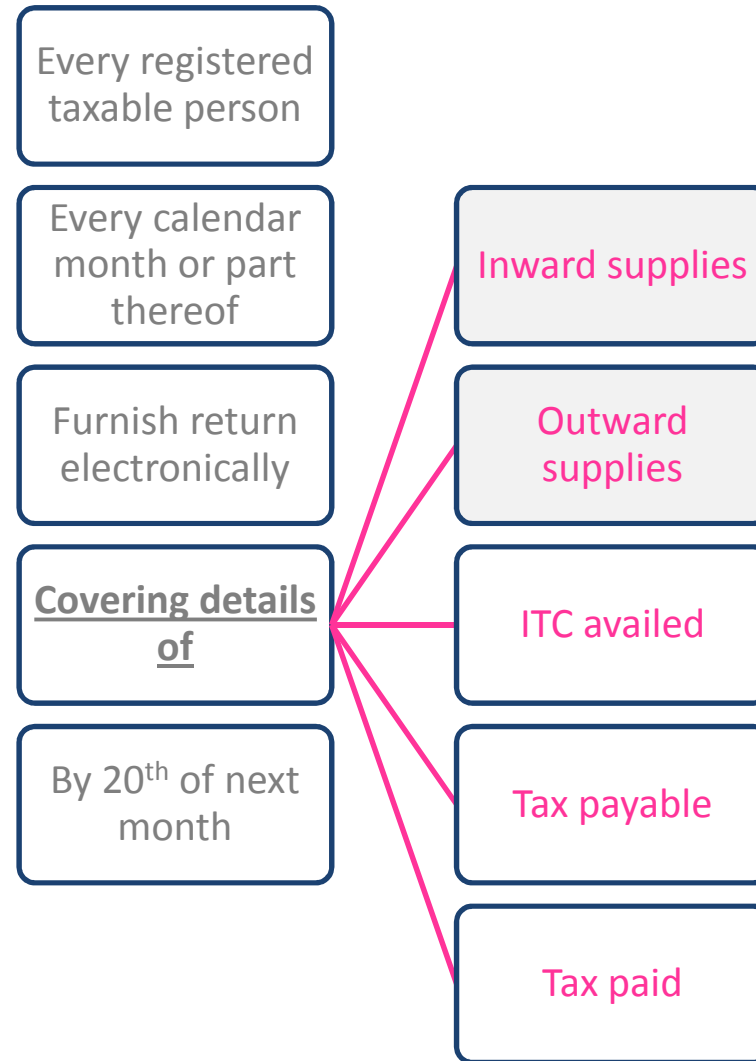 Every registered
taxable person
Every calendar
month or part
thereof
Furnish return
electronically
Covering details
of
By 20th of next
month
Inward supplies
Outward
supplies
ITC availed
Tax payable
Tax paid